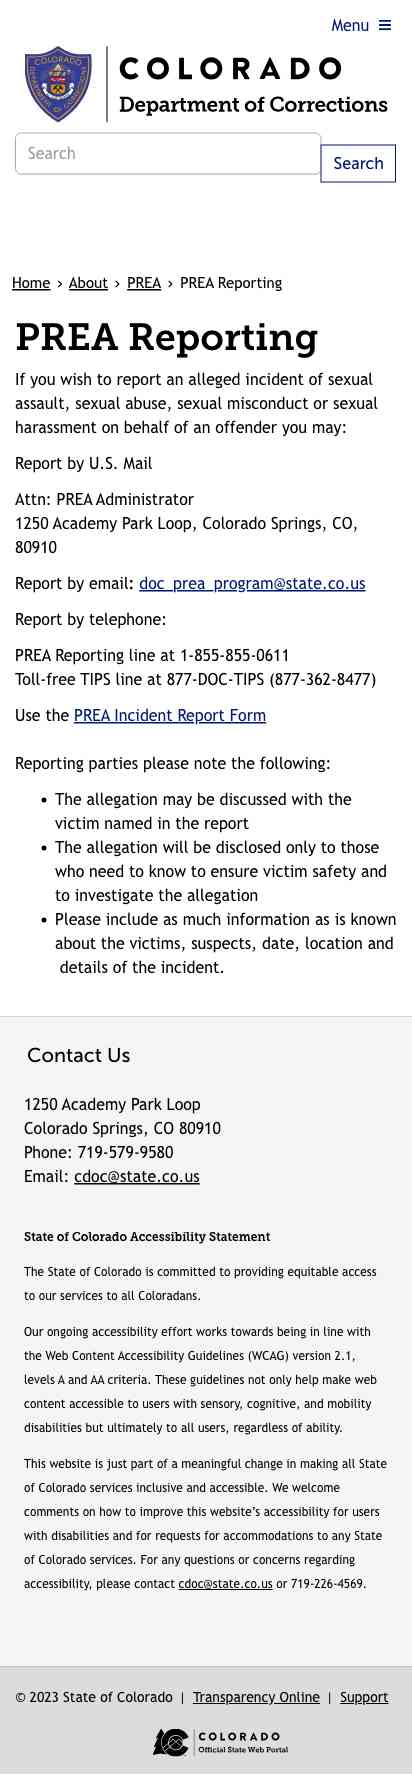 Menu
COLORADO
COLORADO
Department of Corrections
Search
Search
Home › About › PREA › PREA Reporting
PREA Reporting
If you wish to report an alleged incident of sexual
assault, sexual abuse, sexual misconduct or sexual
harassment on behalf of an offender you may:
Report by U.S. Mail
Attn: PREA Administrator
1250 Academy Park Loop, Colorado Springs, CO,
80910
Report by email: doc_prea_program@state.co.us
Report by telephone:
PREA Reporting line at 1-855-855-0611
Toll-free TIPS line at 877-DOC-TIPS (877-362-8477)
Use the PREA Incident Report Form
Reporting parties please note the following:
• The allegation may be discussed with the
victim named in the report
• The allegation will be disclosed only to those
who need to know to ensure victim safety and
to investigate the allegation
• Please include as much information as is known
about the victims, suspects, date, location and
details of the incident.
Contact Us
1250 Academy Park Loop
Colorado Springs, CO 80910
Phone: 719-579-9580
Email: cdoc@state.co.us
State of Colorado Accessibility Statement
The State of Colorado is committed to providing equitable access
to our services to all Coloradans.
Our ongoing accessibility effort works towards being in line with
the Web Content Accessibility Guidelines (WCAG) version 2.1,
levels A and AA criteria. These guidelines not only help make web
content accessible to users with sensory, cognitive, and mobility
disabilities but ultimately to all users, regardless of ability.
This website is just part of a meaningful change in making all State
of Colorado services inclusive and accessible. We welcome
comments on how to improve this website's accessibility for users
with disabilities and for requests for accommodations to any State
of Colorado services. For any questions or concerns regarding
accessibility, please contact cdoc@state.co.us or 719-226-4569.
© 2023 State of Colorado | Transparency Online | Support
COLORADO
Official State Web Portal